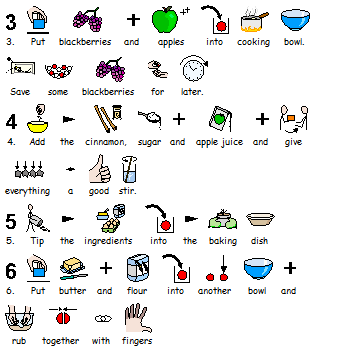 3
3. Put blackberries and apples into cooking bowl.
Save some blackberries for later.
4
4. Add the cinnamon, sugar and apple juice and give
everything a good stir.
5
5. Tip the ingredients into the baking dish
6
6. Put butter and flour into another bowl and
rub together with fingers